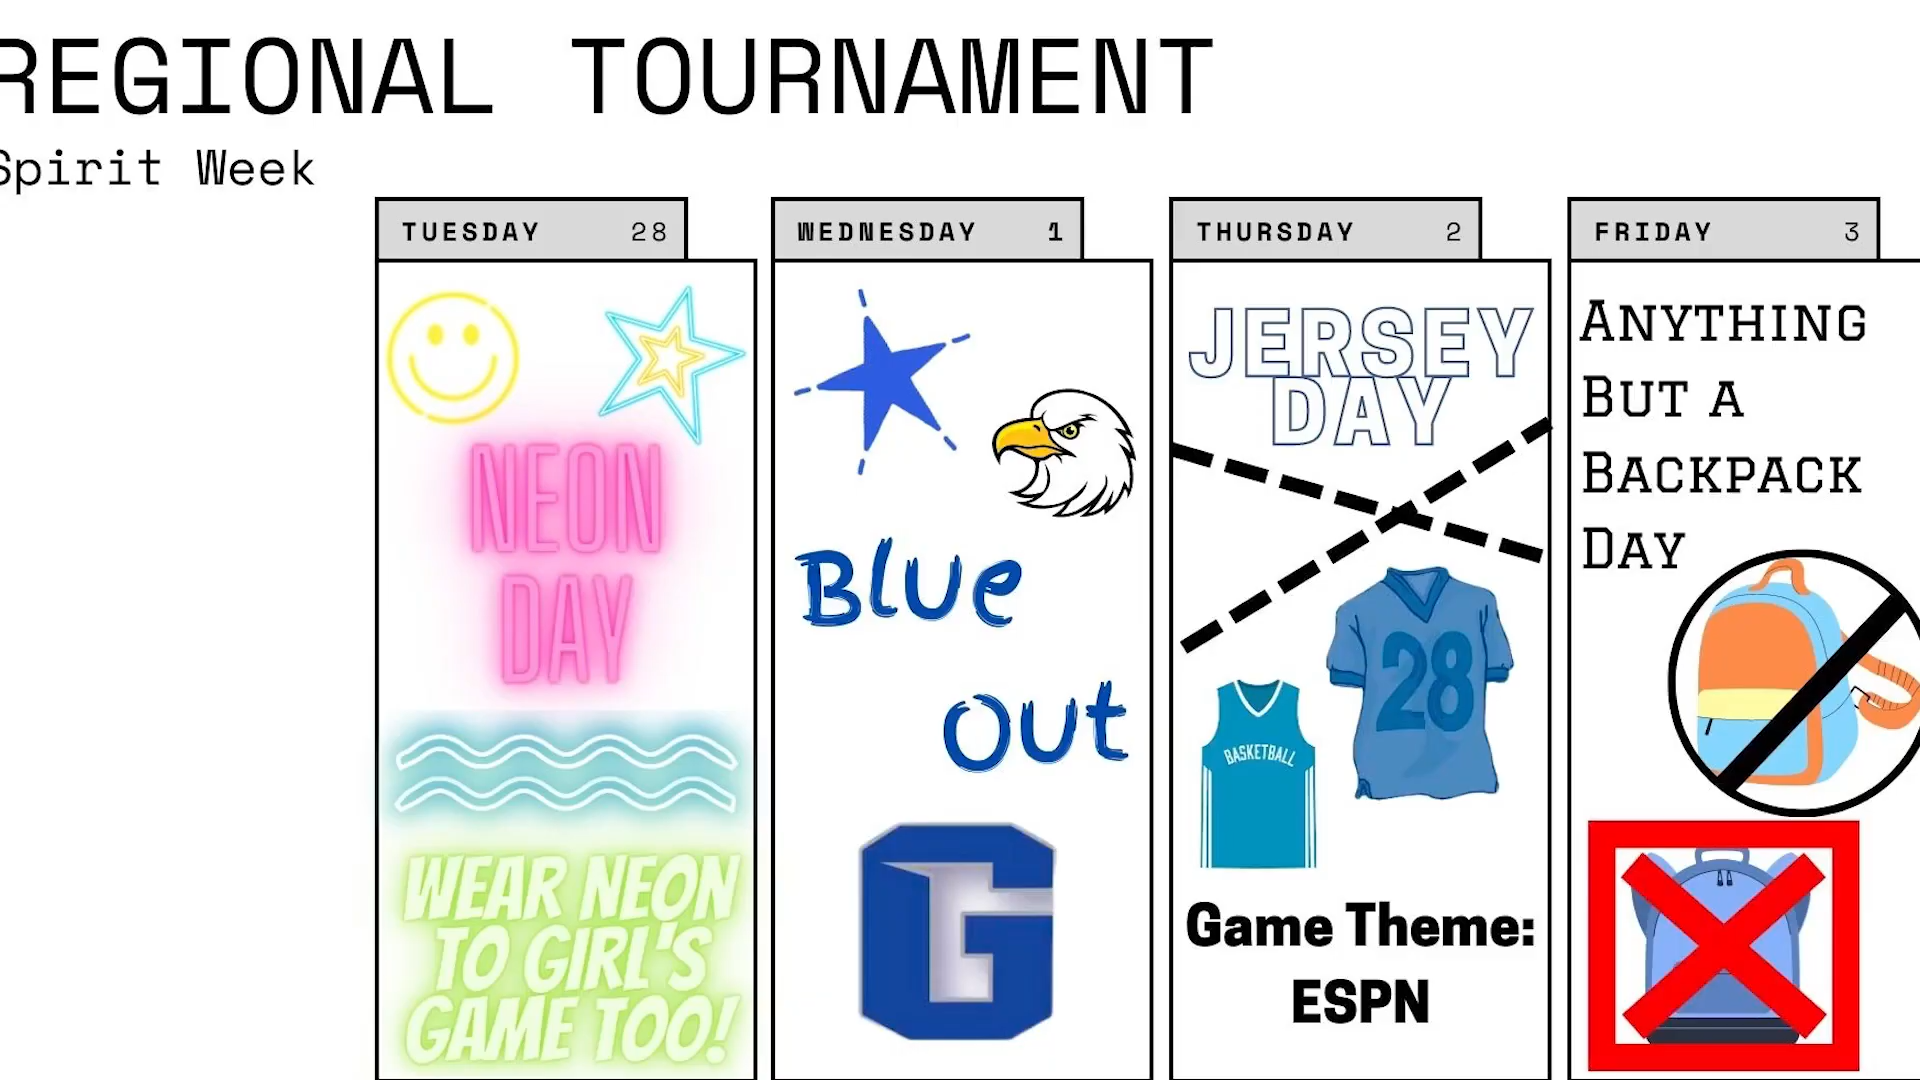 REGIONAL TOURNAMENT
Spirit Week
TUESDAY 28
NEON
DAY
WEAR NEON
TO GIRL'S
GAME TOO!
WEDNESDAY 1
Blue
Out
G
THURSDAY 2
JERSEY
DAY
28
BASKETBALL
Game Theme:
ESPN
FRIDAY 3
ANYTHING
BUT A
BACKPACK
DAY